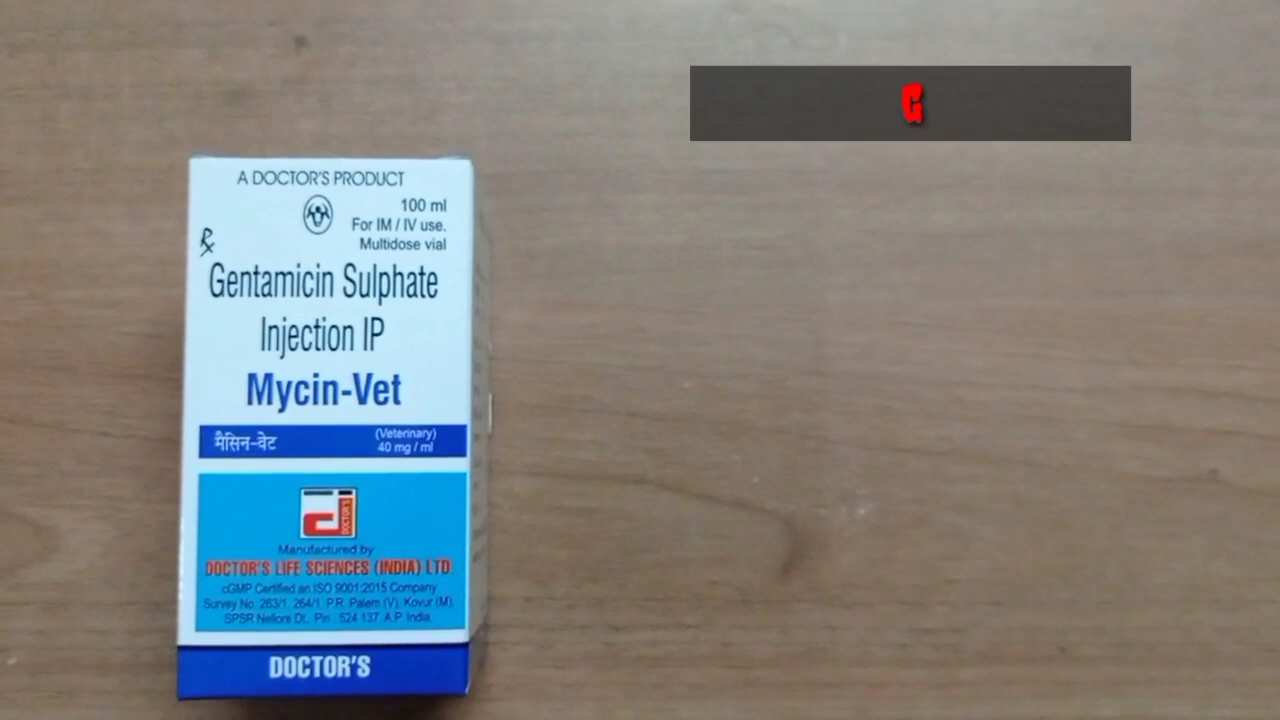 G
A DOCTOR'S PRODUCT
100 ml
For IM / IV use.
Multidose vial
Rx
Gentamicin Sulphate
Injection IP
Mycin-Vet
मैसिन-वेट
(Veterinary)
40 mg / ml
DOCTOR'S
Manufactured by
DOCTOR'S LIFE SCIENCES (INDIA) LTD
cGMP Certified an ISO 9001:2015 Company
Survey No. 263/1, 264/1, P.R. Palem (V), Kovur (M),
SPSR Nellore Dt., Pin : 524 137. A.P. India.
DOCTOR'S